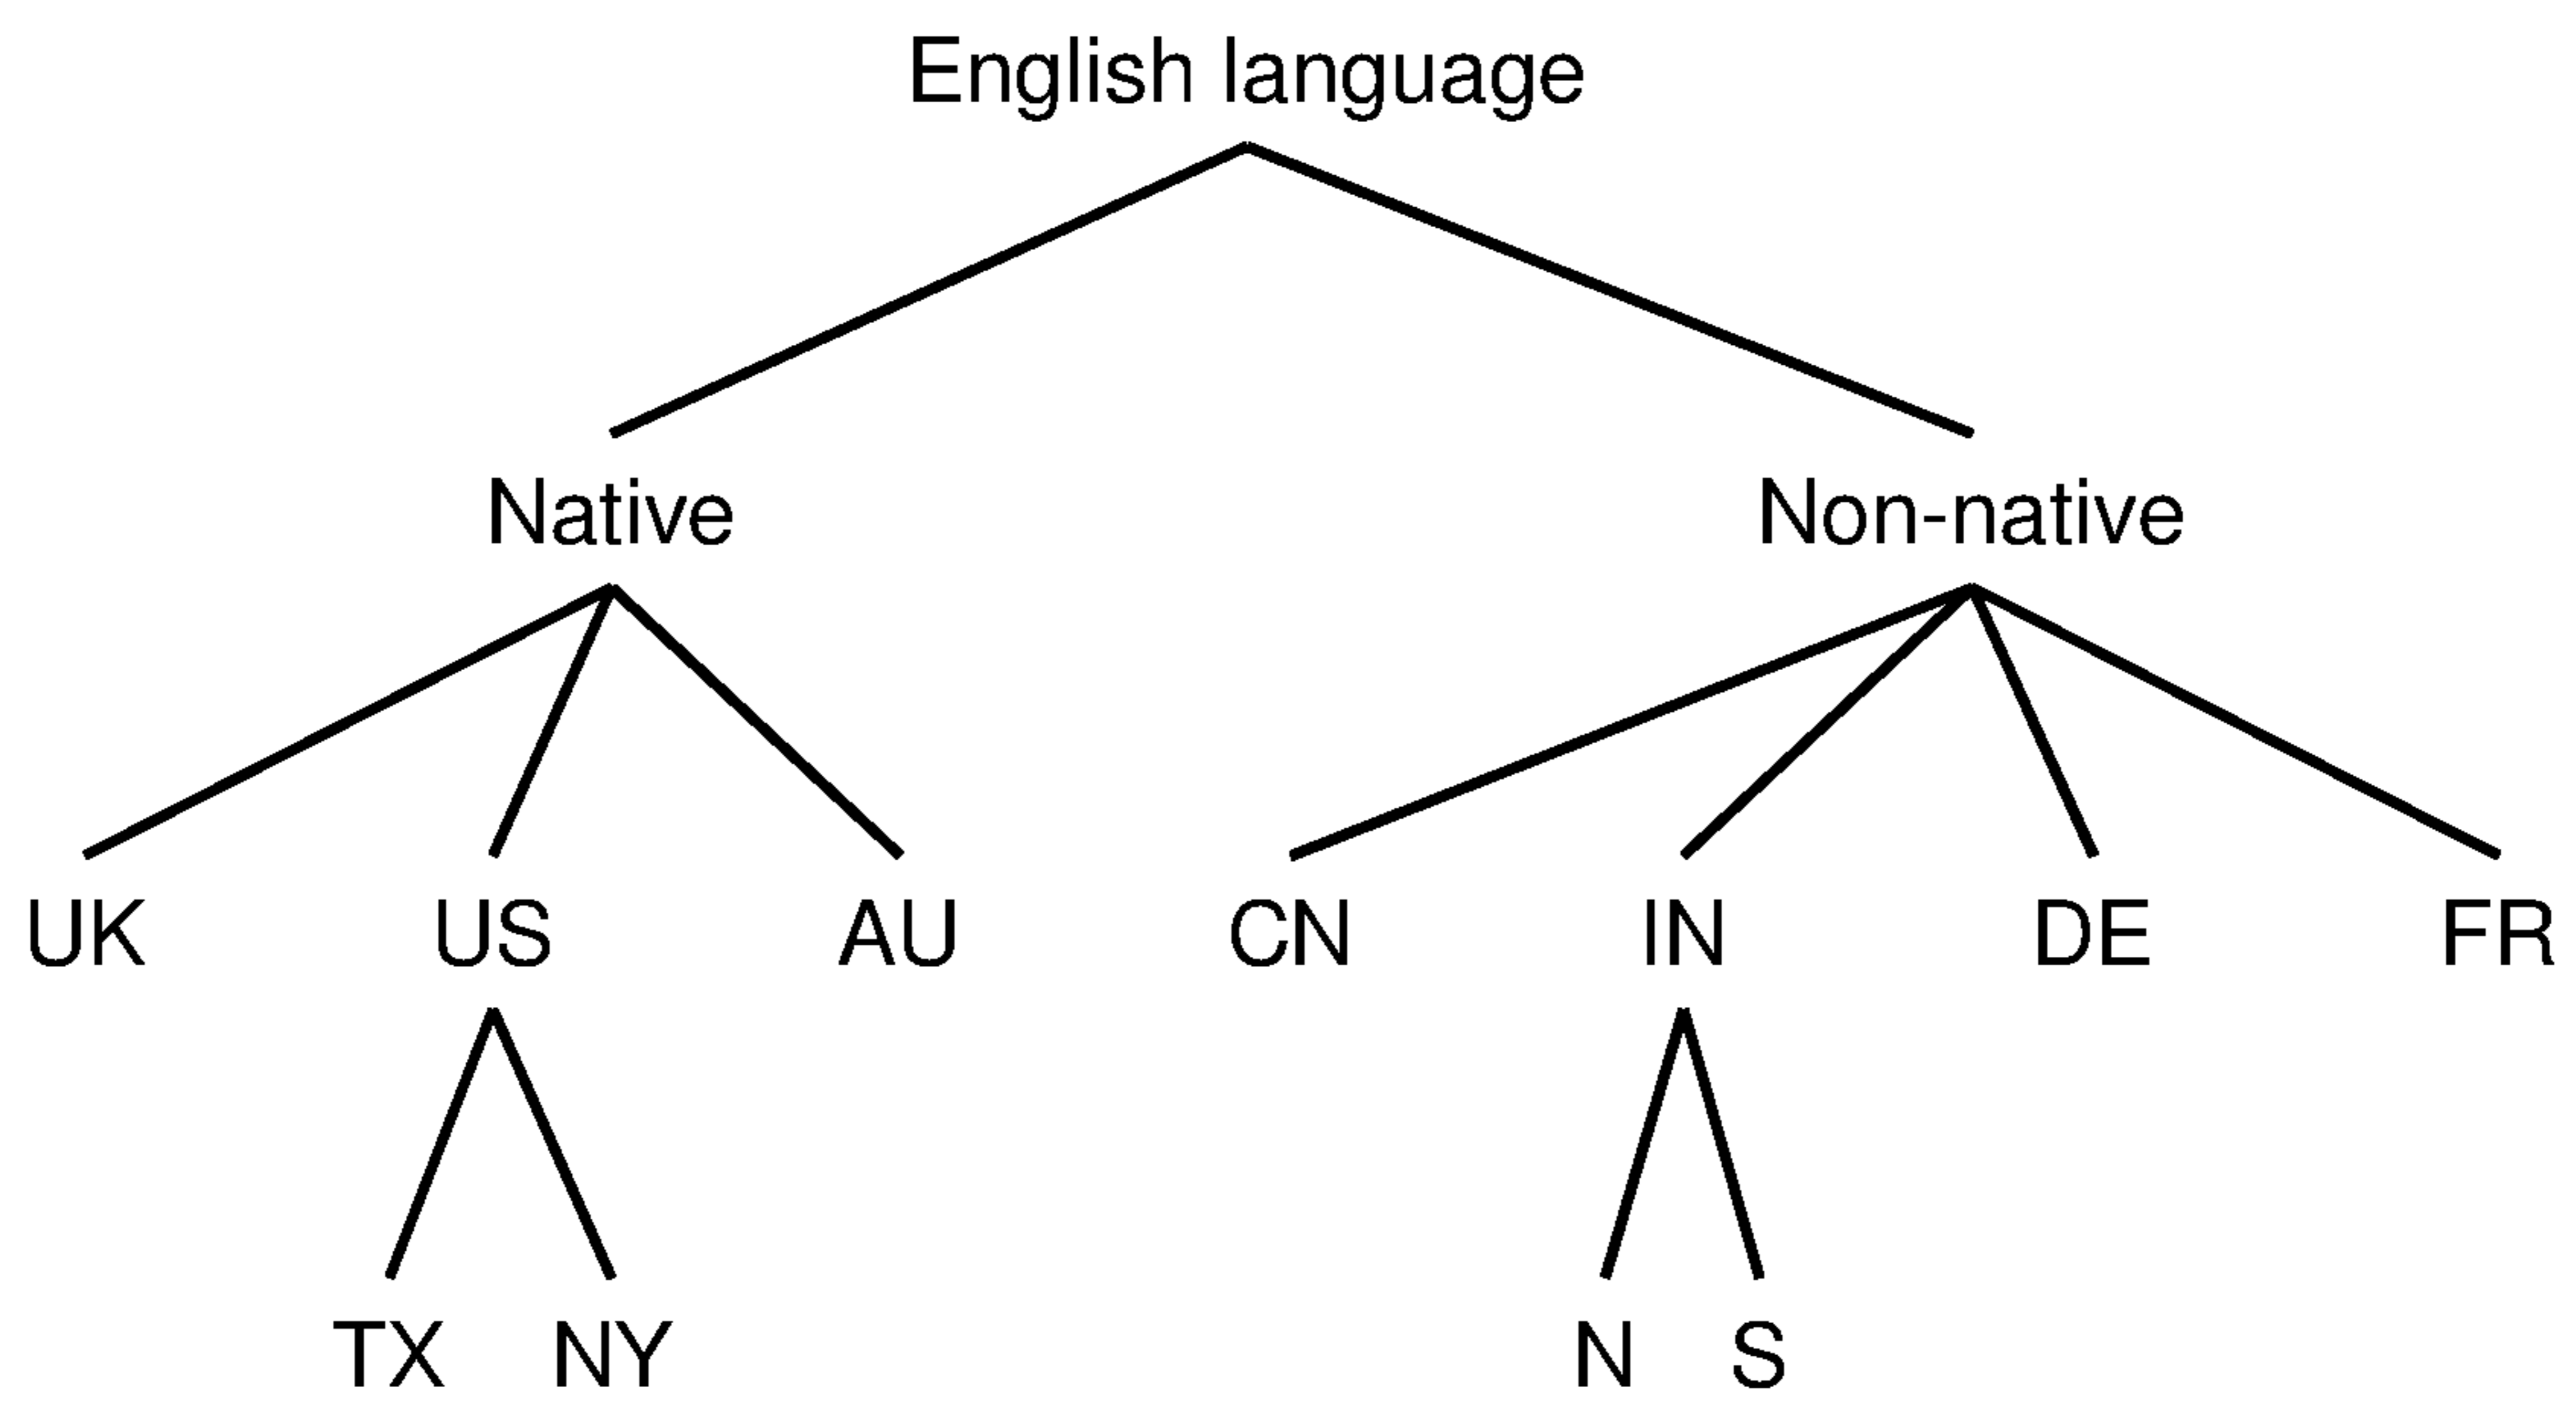 English language
Native Non-native
UK US AU CN IN DE FR
TX NY N S